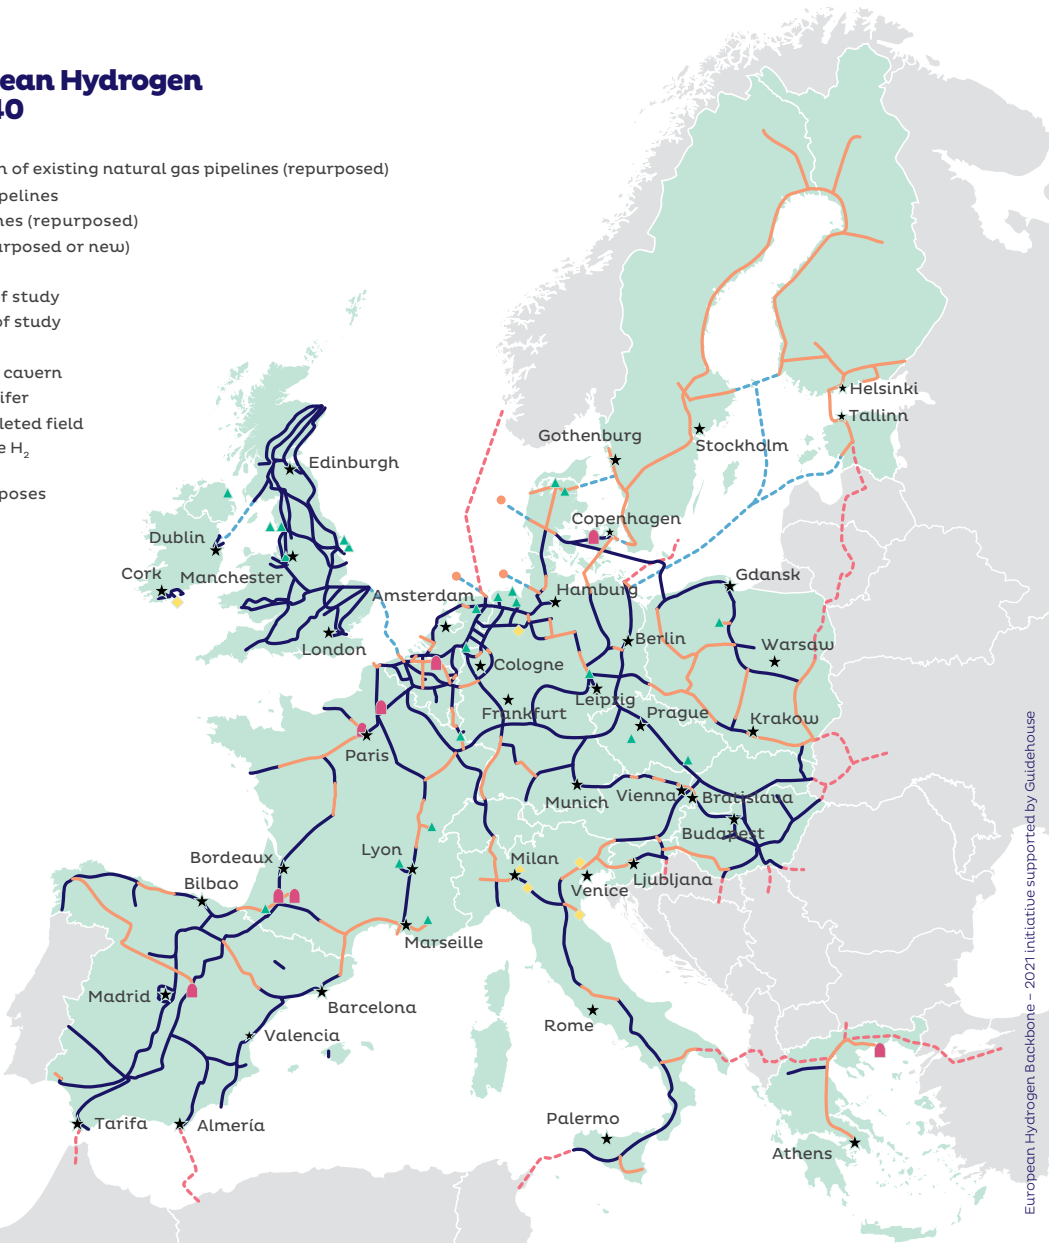 ean Hydrogen
40
n of existing natural gas pipelines (repurposed)
pelines
nes (repurposed)
urposed or new)
f study
of study
cavern
ifer
leted field
e H₂
poses
Helsinki
Tallinn
Gothenburg
Stockholm
Edinburgh
Copenhagen
Dublin
Cork
Manchester
Amsterdam
Hamburg
Gdansk
London
Berlin
Warsaw
Cologne
Leipzig
Frankfurt
Prague
Krakow
Paris
Munich
Vienna
Bratislava
Budapest
Lyon
Milan
Bordeaux
Bilbao
Venice
Ljubljana
Marseille
Madrid
Barcelona
Rome
Valencia
Tarifa
Almería
Palermo
Athens
European Hydrogen Backbone – 2021 initiative supported by Guidehouse